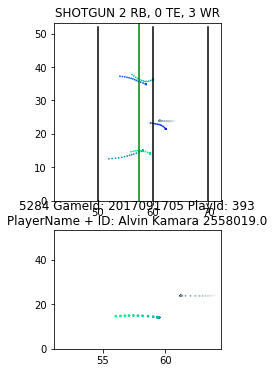 SHOTGUN 2 RB, 0 TE, 3 WR
50
40
30
20
10
0
50 60 70
5284 GameId: 2017091705 PlayId: 393
PlayerName + ID: Alvin Kamara 2558019.0
40
20
0
55 60